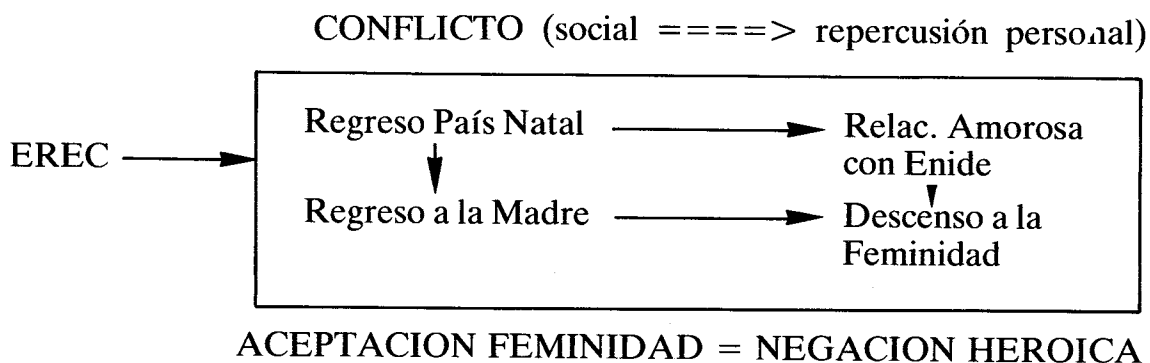 CONFLICTO (social ====> repercusión personal)
Regreso País Natal
Relac. Amorosa
con Enide
EREC
Regreso a la Madre
Descenso a la
Feminidad
ACEPTACION FEMINIDAD = NEGACION HEROICA